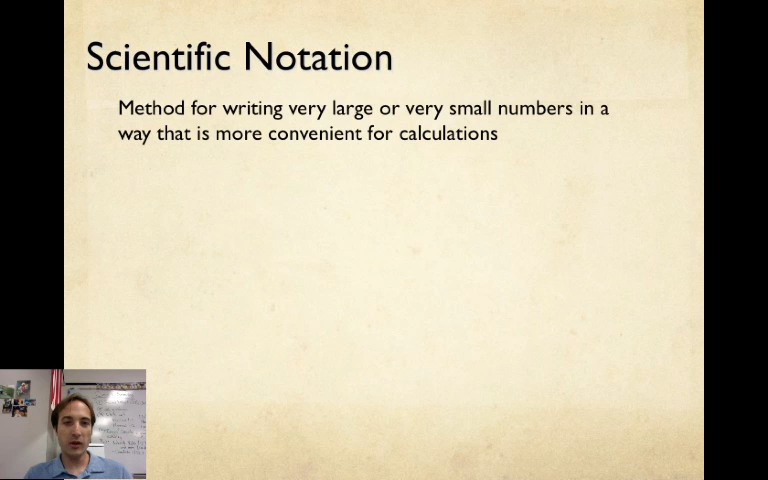 Scientific Notation
Method for writing very large or very small numbers in a
way that is more convenient for calculations